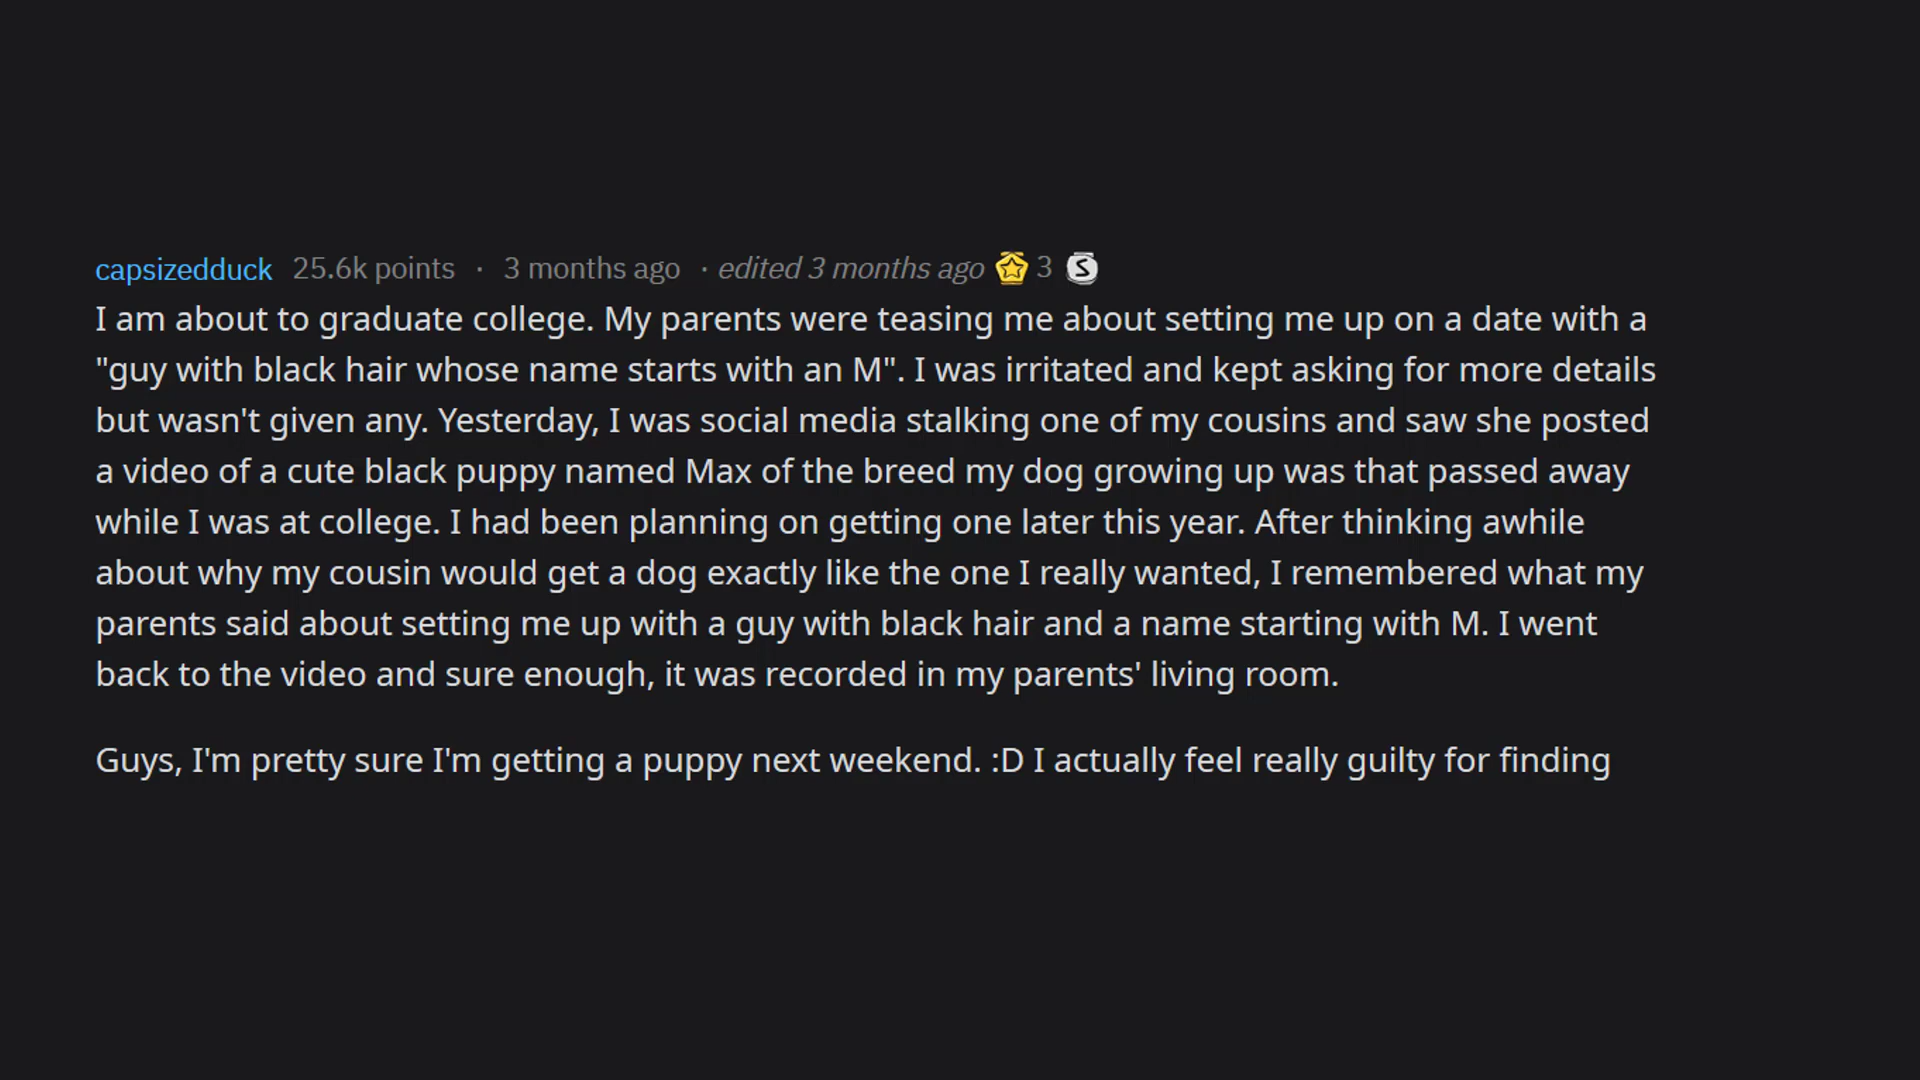 capsizedduck 25.6k points · 3 months ago · edited 3 months ago 3 S
I am about to graduate college. My parents were teasing me about setting me up on a date with a
"guy with black hair whose name starts with an M". I was irritated and kept asking for more details
but wasn't given any. Yesterday, I was social media stalking one of my cousins and saw she posted
a video of a cute black puppy named Max of the breed my dog growing up was that passed away
while I was at college. I had been planning on getting one later this year. After thinking awhile
about why my cousin would get a dog exactly like the one I really wanted, I remembered what my
parents said about setting me up with a guy with black hair and a name starting with M. I went
back to the video and sure enough, it was recorded in my parents' living room.
Guys, I'm pretty sure I'm getting a puppy next weekend. :D I actually feel really guilty for finding